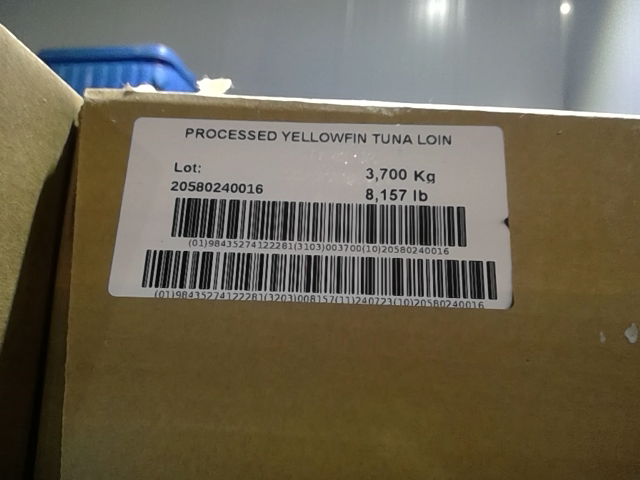 PROCESSED YELLOWFIN TUNA LOIN
Lot:
3,700 Kg
20580240016
8,157 lb
(01)98435274122281(3103)003700(10)20580240016
(01)98435274122281(3203)008157(11)240723(10)20580240016